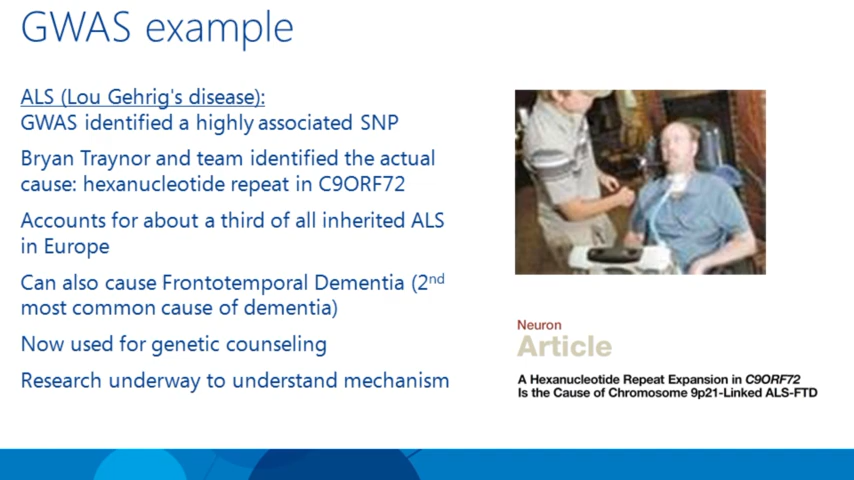 GWAS example
ALS (Lou Gehrig's disease):
GWAS identified a highly associated SNP
Bryan Traynor and team identified the actual
cause: hexanucleotide repeat in C9ORF72
Accounts for about a third of all inherited ALS
in Europe
Can also cause Frontotemporal Dementia (2nd
most common cause of dementia)
Now used for genetic counseling
Research underway to understand mechanism
Neuron
Article
A Hexanucleotide Repeat Expansion in C9ORF72
Is the Cause of Chromosome 9p21-Linked ALS-FTD